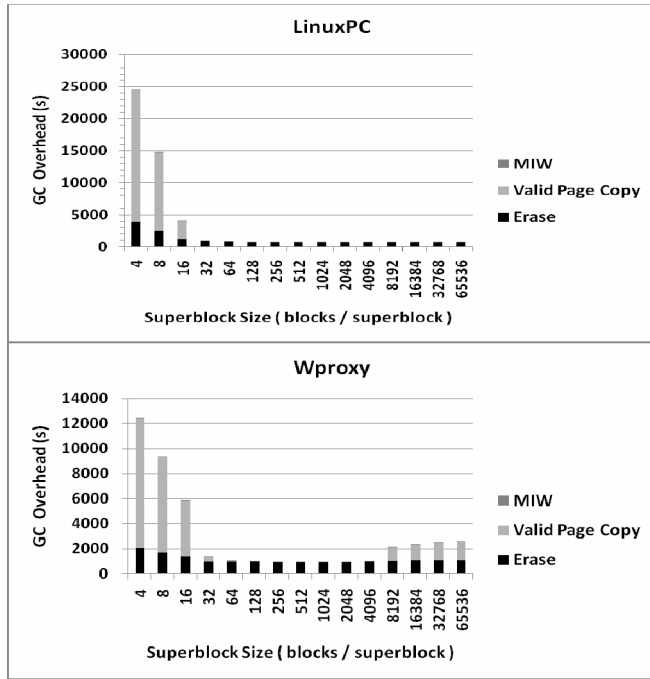 LinuxPC
30000
25000
20000
15000
10000
5000
0
GC Overhead (s)
4 8 16 32 64 128 256 512 1024 2048 4096 8192 16384 32768 65536
Superblock Size ( blocks / superblock )
MIW
Valid Page Copy
Erase
Wproxy
14000
12000
10000
8000
6000
4000
2000
0
GC Overhead (s)
4 8 16 32 64 128 256 512 1024 2048 4096 8192 16384 32768 65536
Superblock Size ( blocks / superblock )
MIW
Valid Page Copy
Erase